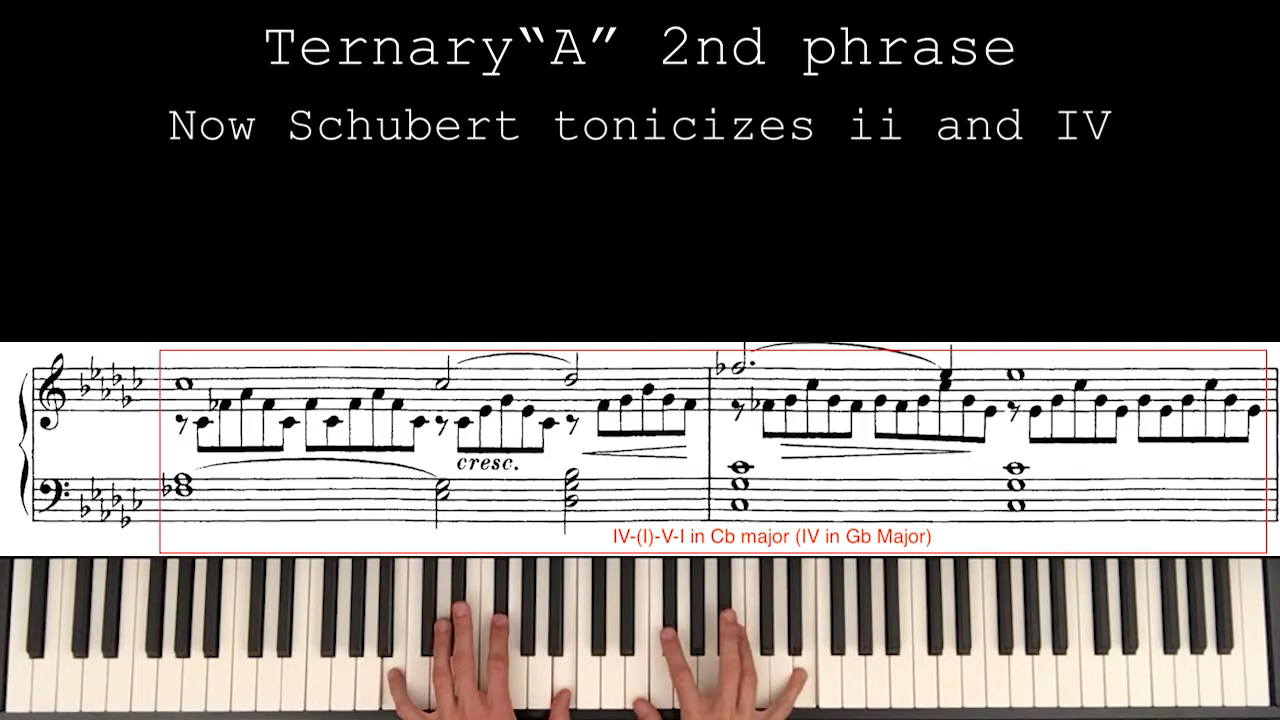 Ternary“A” 2nd phrase
Now Schubert tonicizes ii and IV
cresc.
IV-(I)-V-I in Cb major (IV in Gb Major)